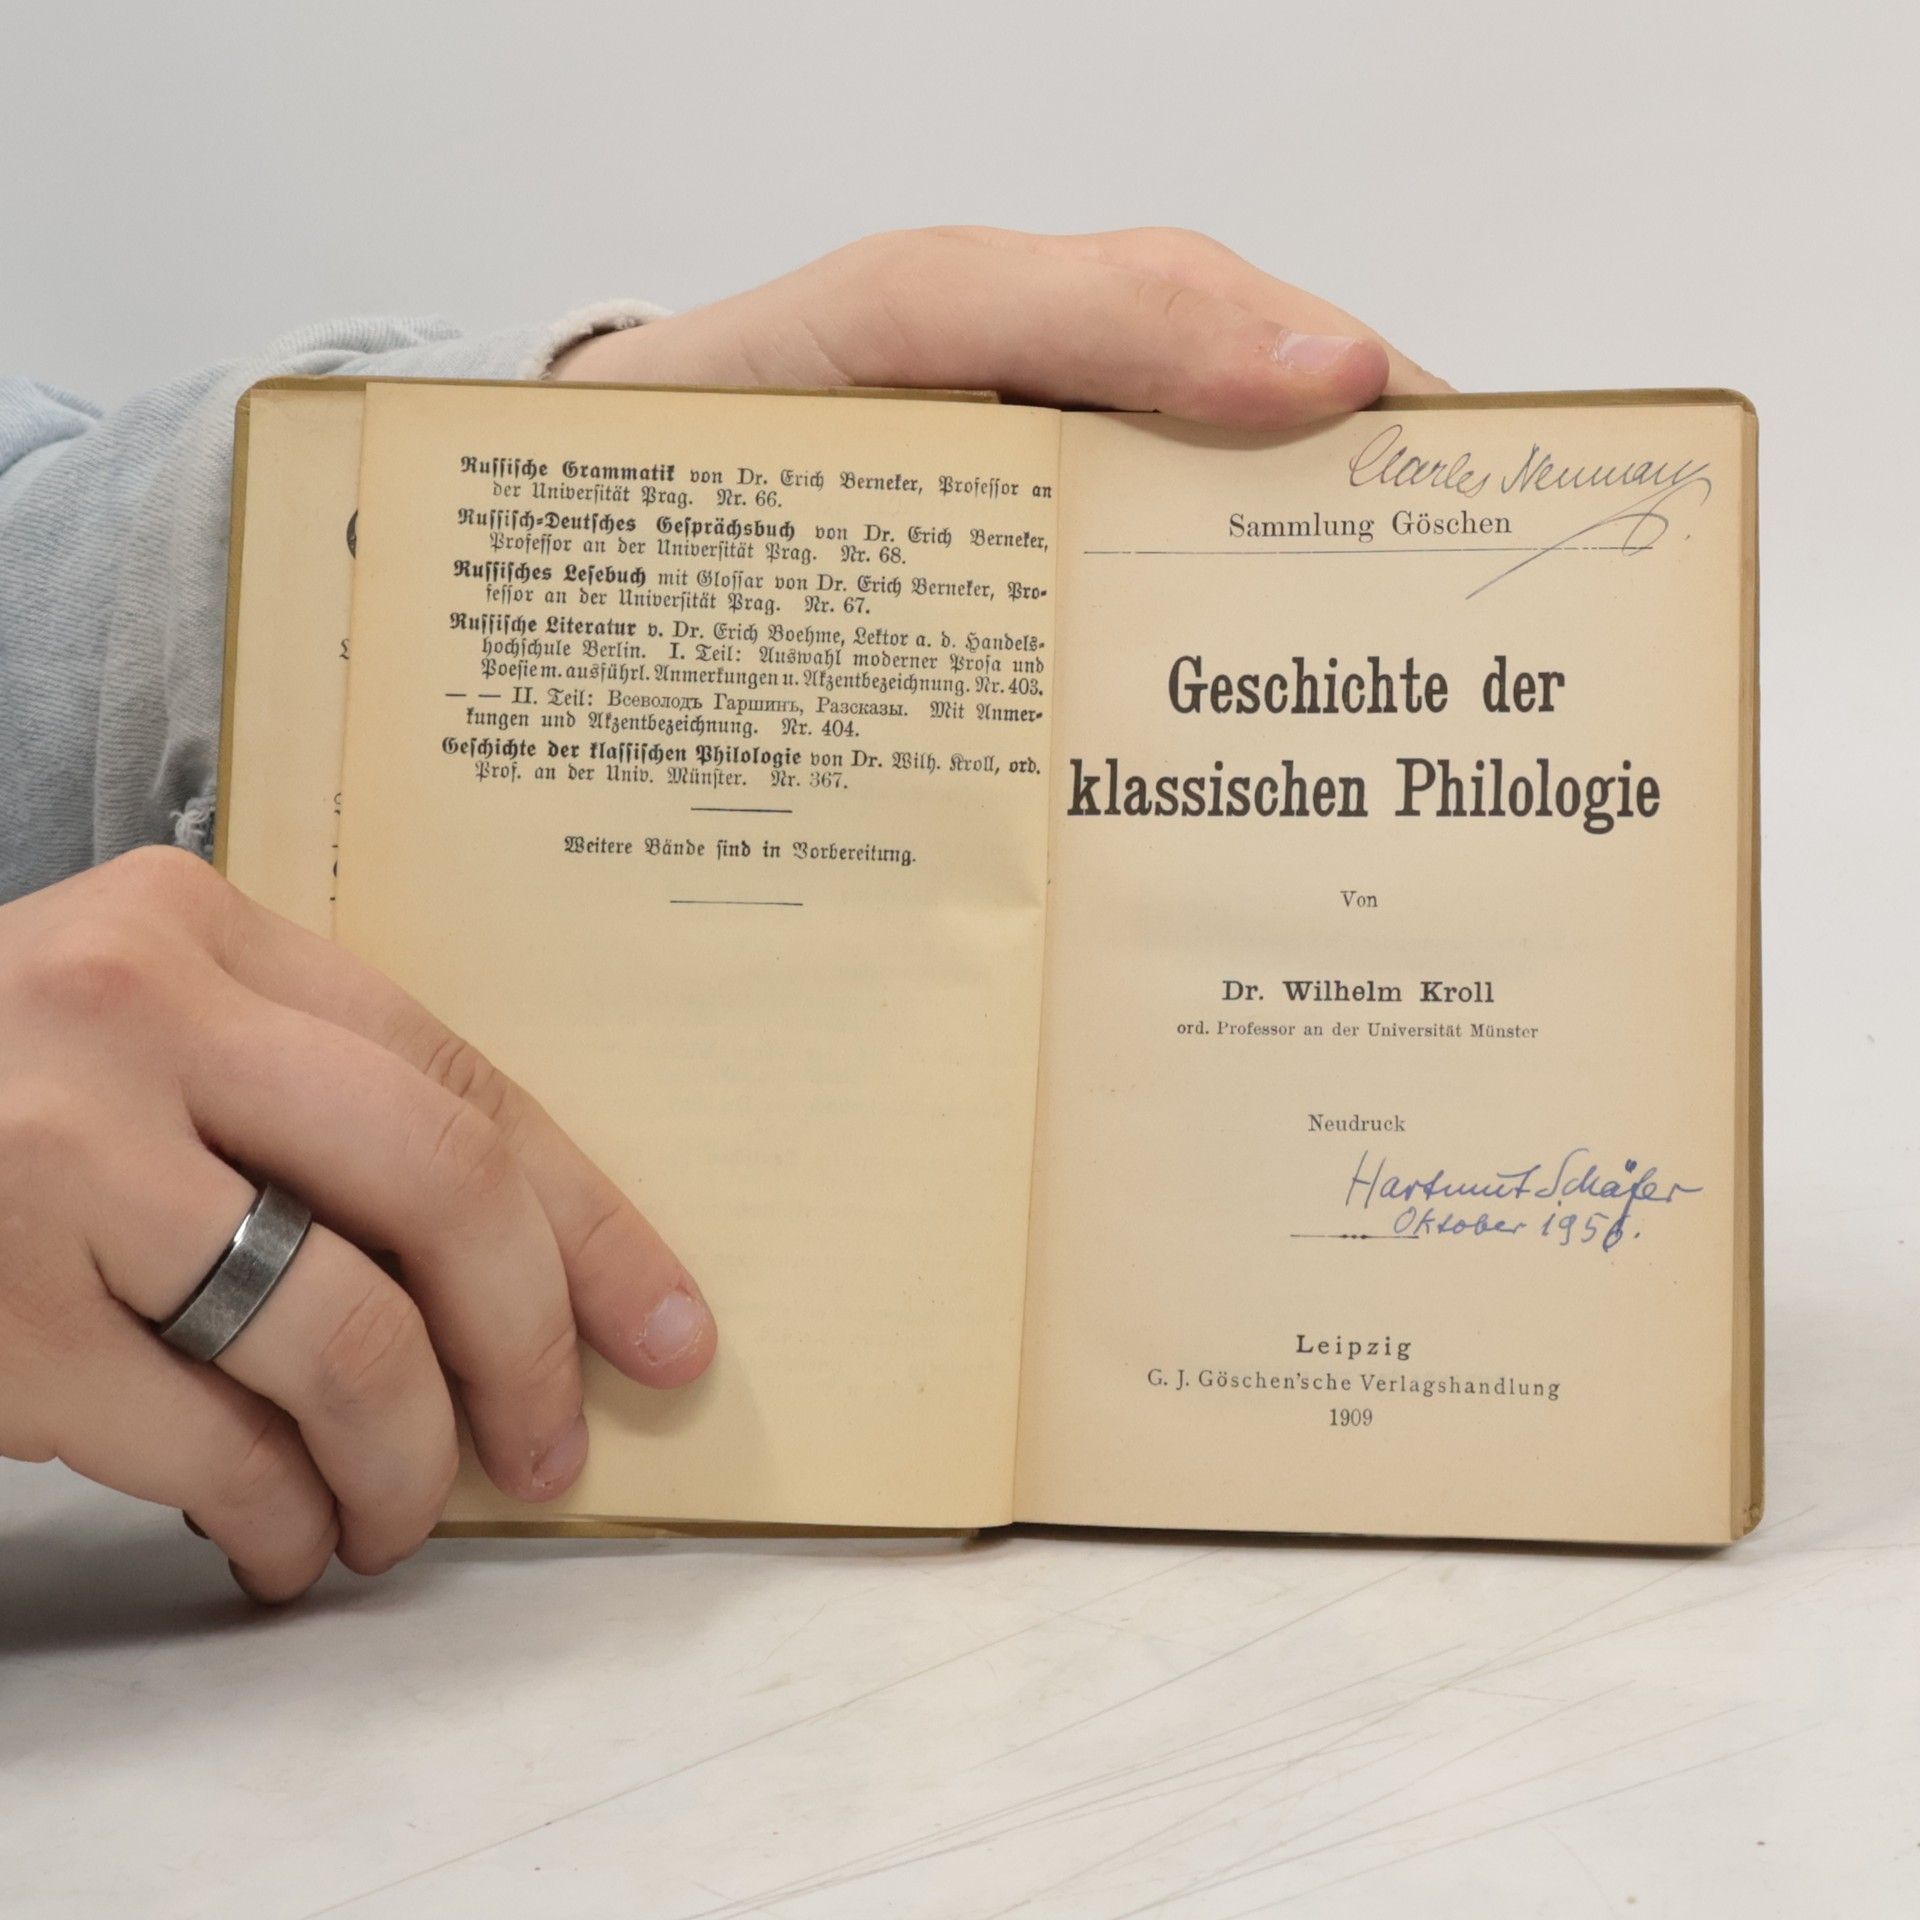 Russische Grammatik von Dr. Erich Berneker, Professor an
der Universität Prag. Nr. 66.
Russisch-Deutsches Gesprächsbuch von Dr. Erich Berneker,
Professor an der Universität Prag. Nr. 68.
Russisches Lesebuch mit Glossar von Dr. Erich Berneker, Pro-
fessor an der Universität Prag. Nr. 67.
Russische Literatur v. Dr. Erich Boehme, Lektor a. d. Handels-
hochschule Berlin. I. Teil: Auswahl moderner Prosa und
Poesie m. ausführl. Anmerkungen u. Akzentbezeichnung. Nr. 403.
— — II. Teil: Всеволодъ Гаршинъ, Разсказы. Mit Anmer-
kungen und Akzentbezeichnung. Nr. 404.
Geschichte der klassischen Philologie von Dr. Wilh. Kroll, ord.
Prof. an der Univ. Münster. Nr. 367.
Weitere Bände sind in Vorbereitung.
Charles Neumann
Sammlung Göschen
Geschichte der
klassischen Philologie
Von
Dr. Wilhelm Kroll
ord. Professor an der Universität Münster
Neudruck
Hartmut Schäfer
Oktober 1956.
Leipzig
G. J. Göschen'sche Verlagshandlung
1909